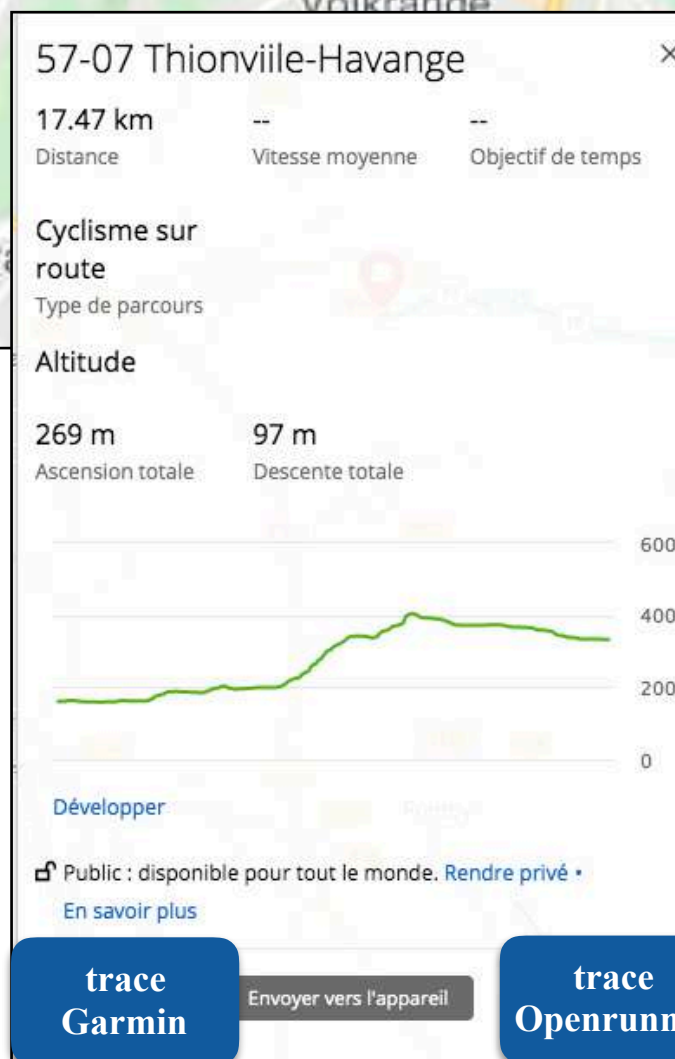 57-07 Thionviile-Havange
17.47 km -- --
Distance Vitesse moyenne Objectif de temps
Cyclisme sur
route
Type de parcours
Altitude
269 m 97 m
Ascension totale Descente totale
600
400
200
0
Développer
Public : disponible pour tout le monde. Rendre privé •
En savoir plus
trace
Garmin
Envoyer vers l'appareil
trace